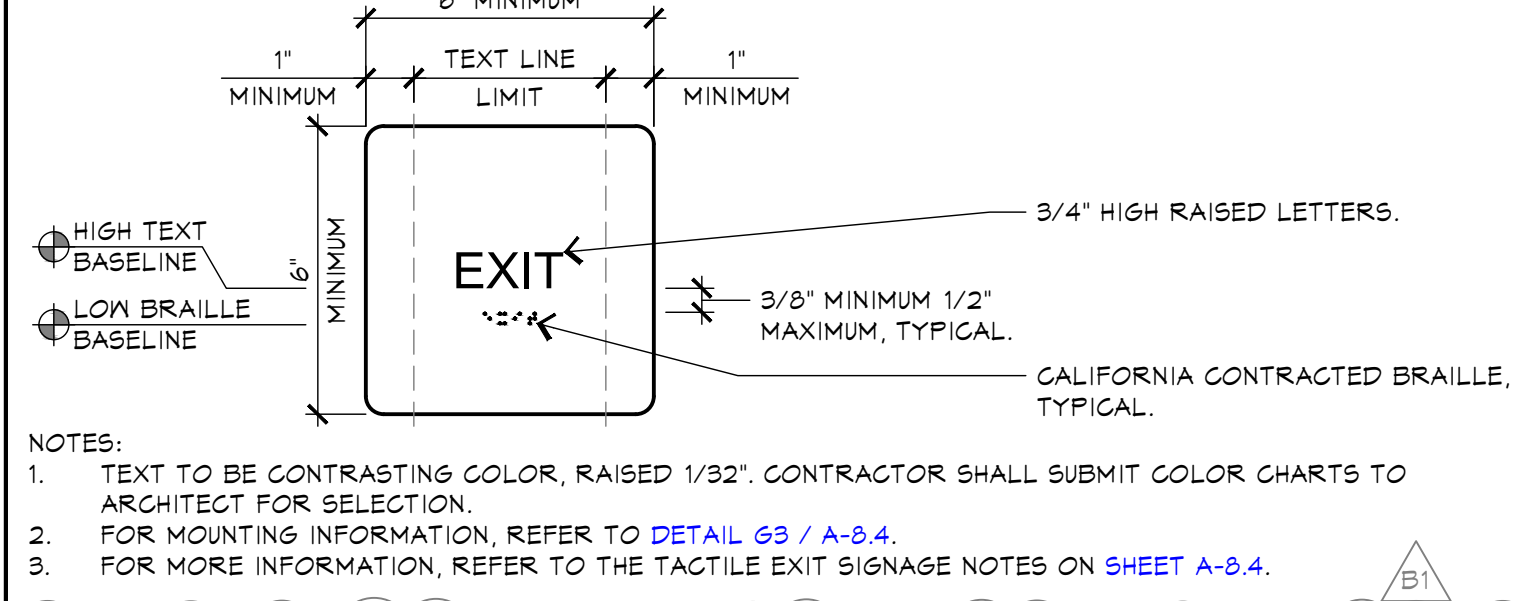 MINIMUM
1" TEXT LINE 1"
MINIMUM LIMIT MINIMUM
3/4" HIGH RAISED LETTERS.
HIGH TEXT
BASELINE
6"
MINIMUM
EXIT
LOW BRAILLE
BASELINE
3/8" MINIMUM 1/2"
MAXIMUM, TYPICAL.
CALIFORNIA CONTRACTED BRAILLE,
TYPICAL.
NOTES:
1. TEXT TO BE CONTRASTING COLOR, RAISED 1/32". CONTRACTOR SHALL SUBMIT COLOR CHARTS TO
ARCHITECT FOR SELECTION.
2. FOR MOUNTING INFORMATION, REFER TO DETAIL G3 / A-8.4.
3. FOR MORE INFORMATION, REFER TO THE TACTILE EXIT SIGNAGE NOTES ON SHEET A-8.4.
B1